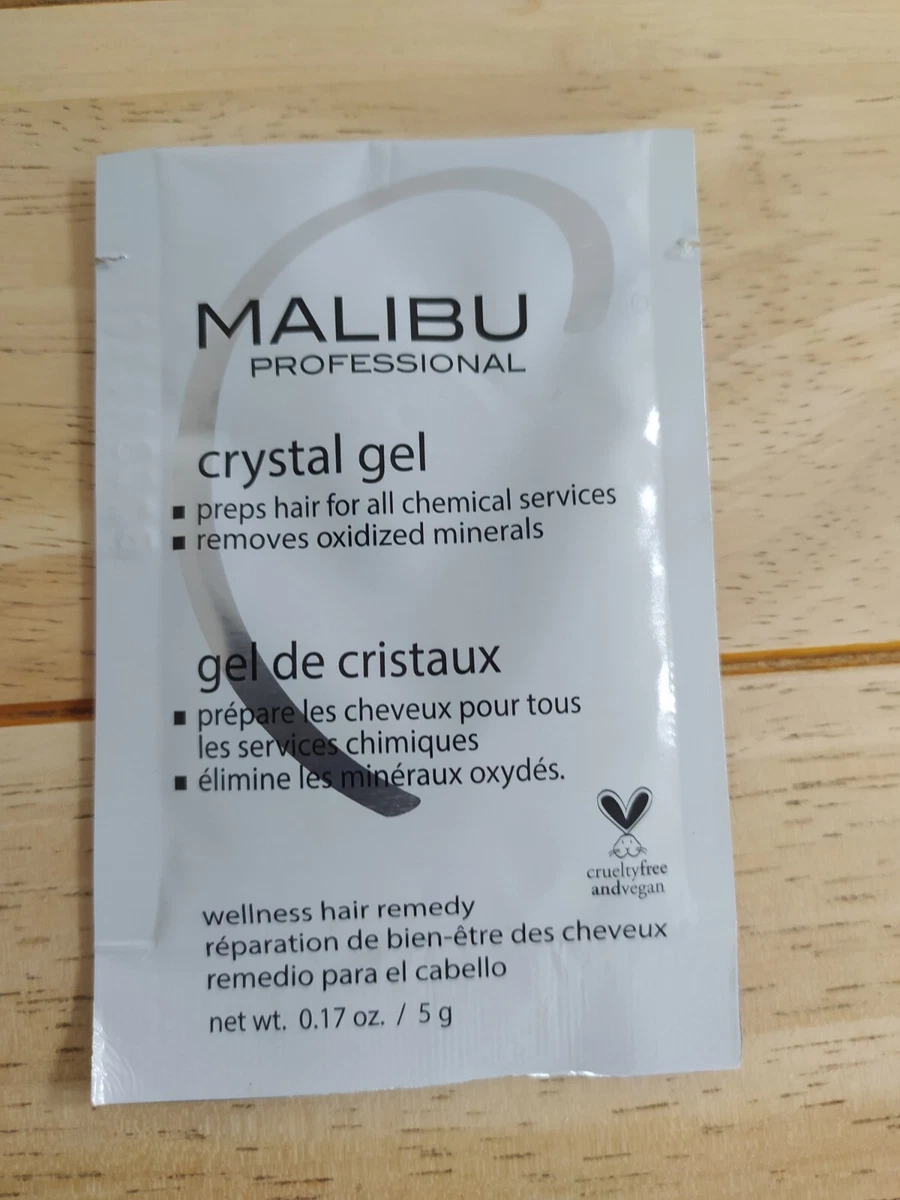 MALIBU
PROFESSIONAL
crystal gel
▪ preps hair for all chemical services
▪ removes oxidized minerals
gel de cristaux
▪ prépare les cheveux pour tous
les services chimiques
▪ élimine les minéraux oxydés.
crueltyfree
andvegan
wellness hair remedy
réparation de bien-être des cheveux
remedio para el cabello
net wt. 0.17 oz. / 5 g